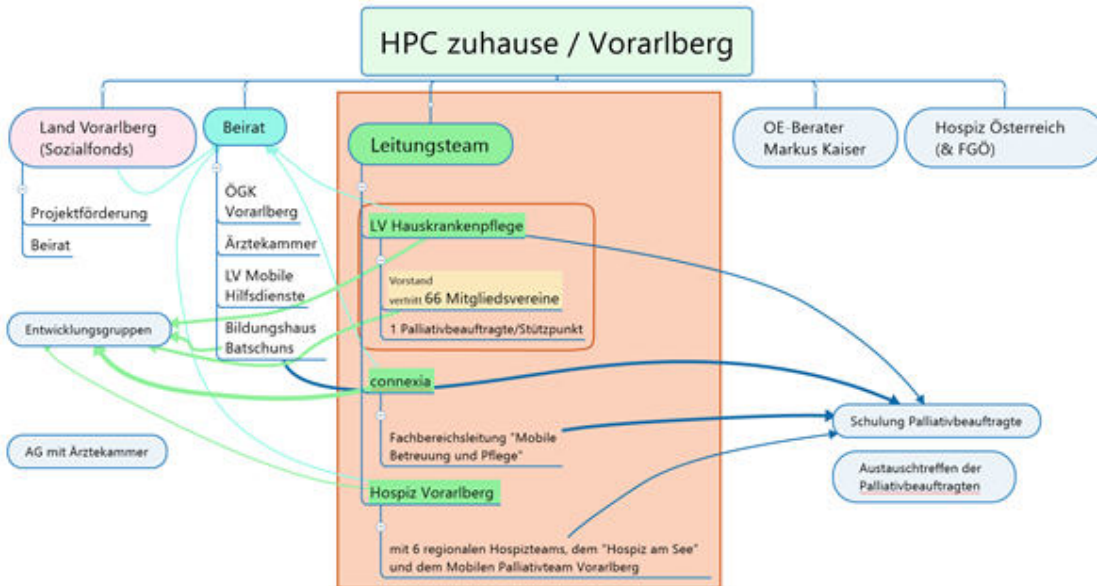 HPC zuhause / Vorarlberg
Land Vorarlberg
(Sozialfonds)
Projektförderung
Beirat
Beirat
ÖGK
Vorarlberg
Ärztekammer
LV Mobile
Hilfsdienste
Bildungshaus
Batschuns
Leitungsteam
LV Hauskrankenpflege
Vorstand
vertritt 66 Mitgliedsvereine
1 Palliativbeauftragte/Stützpunkt
connexia
Fachbereichsleitung "Mobile
Betreuung und Pflege"
Hospiz Vorarlberg
mit 6 regionalen Hospizteams, dem "Hospiz am See"
und dem Mobilen Palliativteam Vorarlberg
OE-Berater
Markus Kaiser
Hospiz Österreich
(& FGÖ)
Entwicklungsgruppen
AG mit Ärztekammer
Schulung Palliativbeauftragte
Austauschtreffen der
Palliativbeauftragten